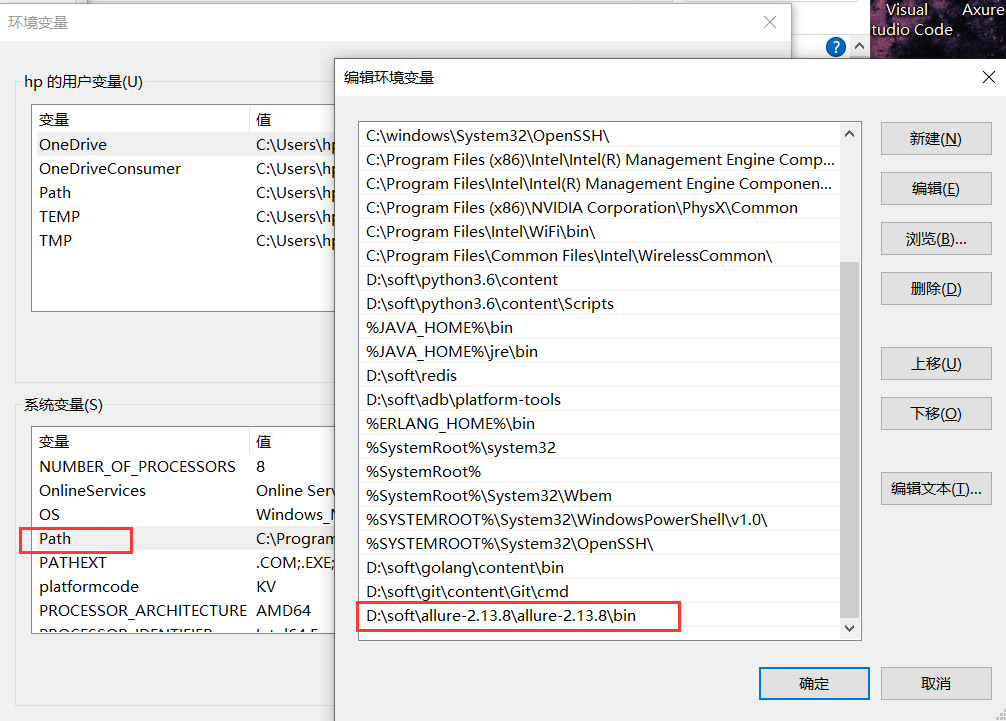 Visual Axure
tudio Code
环境变量
hp 的用户变量(U)
变量 值
OneDrive C:\Users\hp
OneDriveConsumer C:\Users\hp
Path C:\Users\hp
TEMP C:\Users\hp
TMP C:\Users\hp
系统变量(S)
变量 值
NUMBER_OF_PROCESSORS 8
OnlineServices Online Serv
OS Windows_N
Path C:\Program
PATHEXT .COM;.EXE;
platformcode KV
PROCESSOR_ARCHITECTURE AMD64
PROCESSOR_IDENTIFIER Intel64 F
编辑环境变量
C:\windows\System32\OpenSSH\
C:\Program Files (x86)\Intel\Intel(R) Management Engine Comp...
C:\Program Files\Intel\Intel(R) Management Engine Componen...
C:\Program Files (x86)\NVIDIA Corporation\PhysX\Common
C:\Program Files\Intel\WiFi\bin\
C:\Program Files\Common Files\Intel\WirelessCommon\
D:\soft\python3.6\content
D:\soft\python3.6\content\Scripts
%JAVA_HOME%\bin
%JAVA_HOME%\jre\bin
D:\soft\redis
D:\soft\adb\platform-tools
%ERLANG_HOME%\bin
%SystemRoot%\system32
%SystemRoot%
%SystemRoot%\System32\Wbem
%SYSTEMROOT%\System32\WindowsPowerShell\v1.0\
%SYSTEMROOT%\System32\OpenSSH\
D:\soft\golang\content\bin
D:\soft\git\content\Git\cmd
D:\soft\allure-2.13.8\allure-2.13.8\bin
新建(N)
编辑(E)
浏览(B)...
删除(D)
上移(U)
下移(O)
编辑文本(T)...
确定
取消